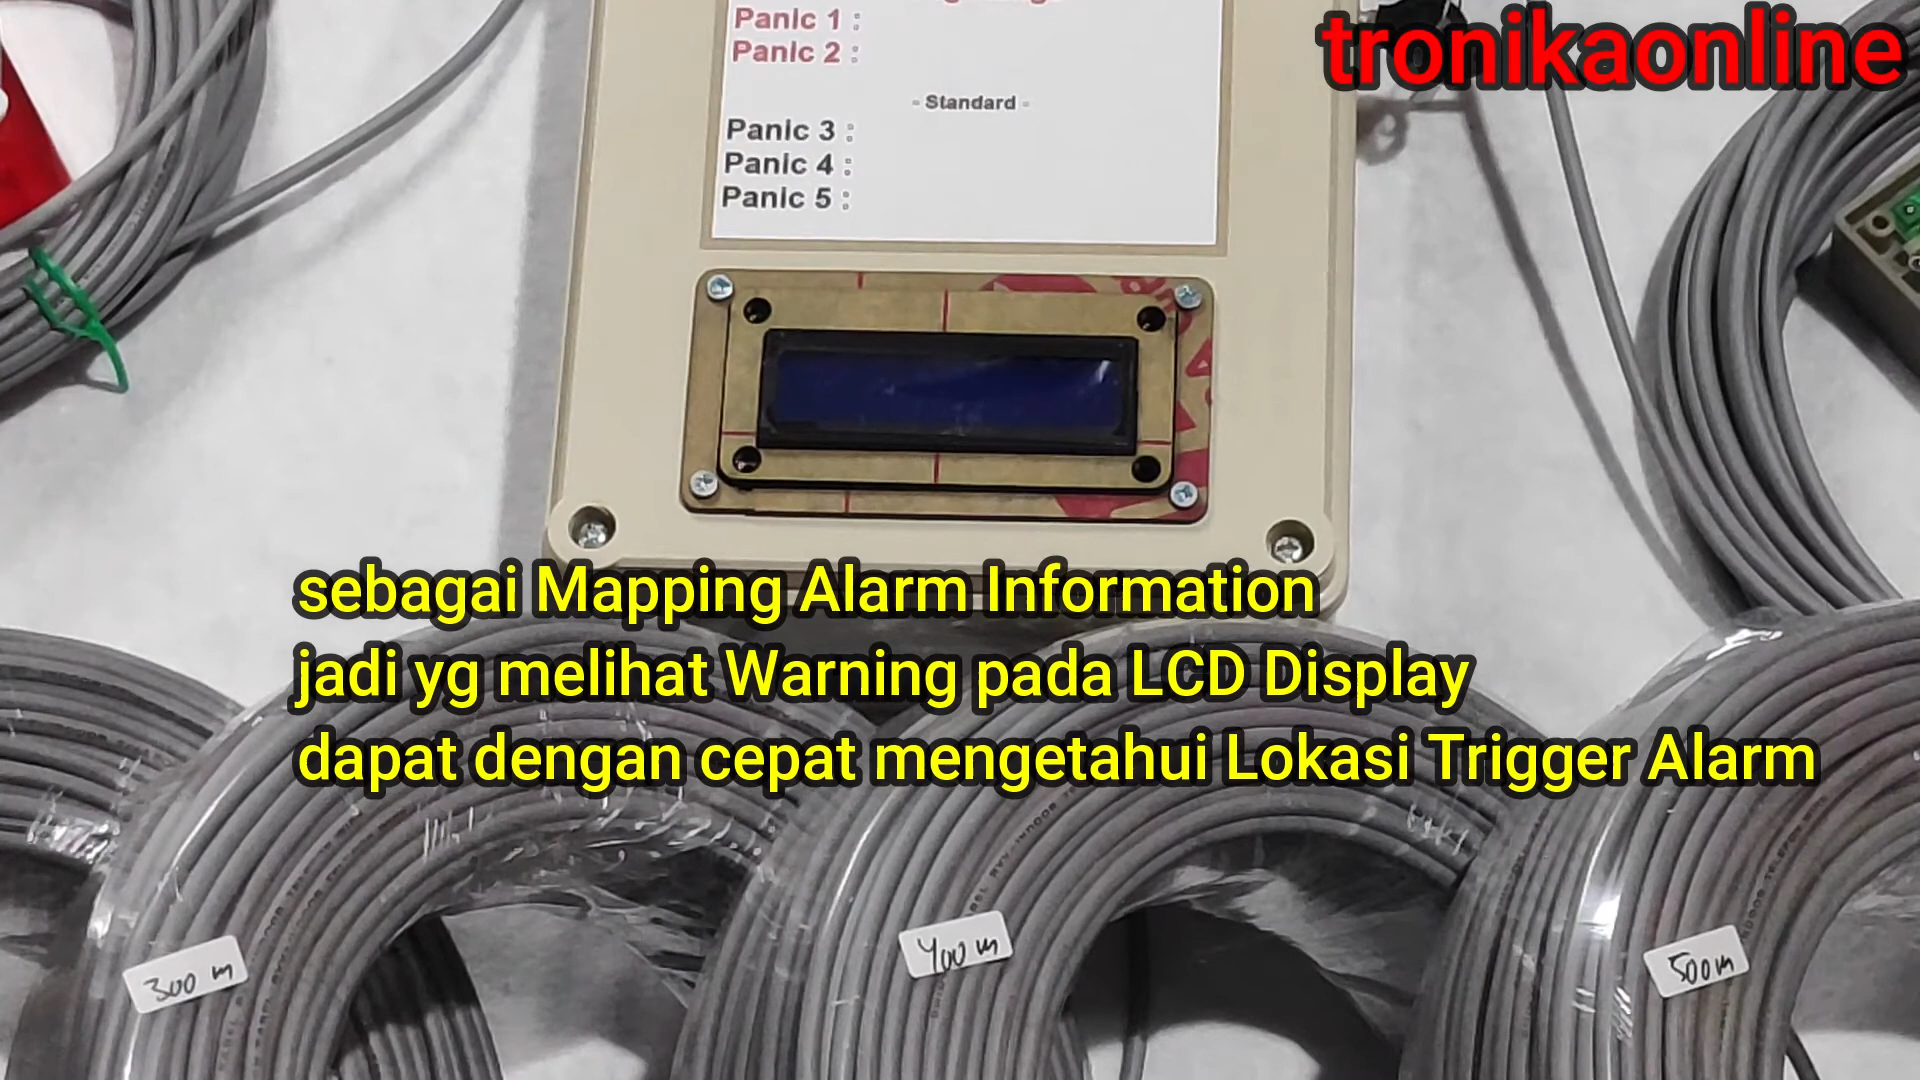 tronikaonline
Panic 1 :
Panic 2 :
- Standard -
Panic 3 :
Panic 4 :
Panic 5 :
sebagai Mapping Alarm Information
jadi yg melihat Warning pada LCD Display
dapat dengan cepat mengetahui Lokasi Trigger Alarm
300 m
400 m
500 m